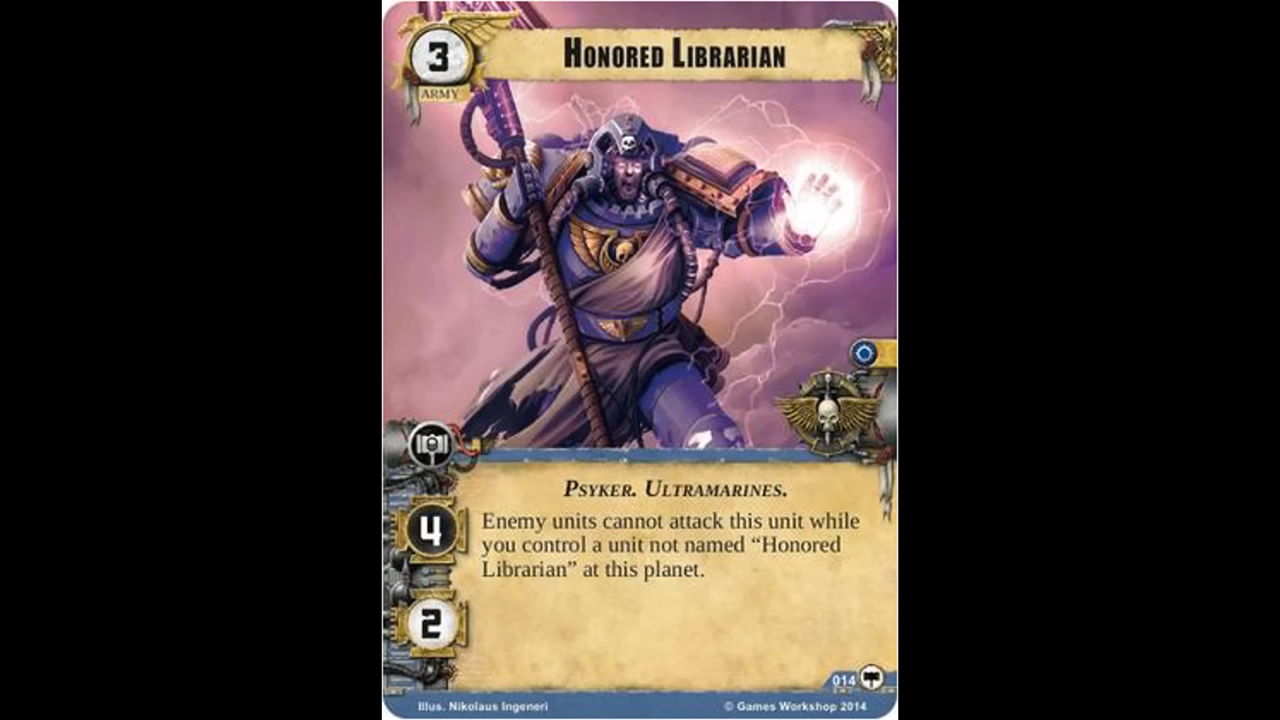 3
ARMY
HONORED LIBRARIAN
PSYKER. ULTRAMARINES.
4
Enemy units cannot attack this unit while
you control a unit not named “Honored
Librarian” at this planet.
2
014
Illus. Nikolaus Ingeneri
© Games Workshop 2014